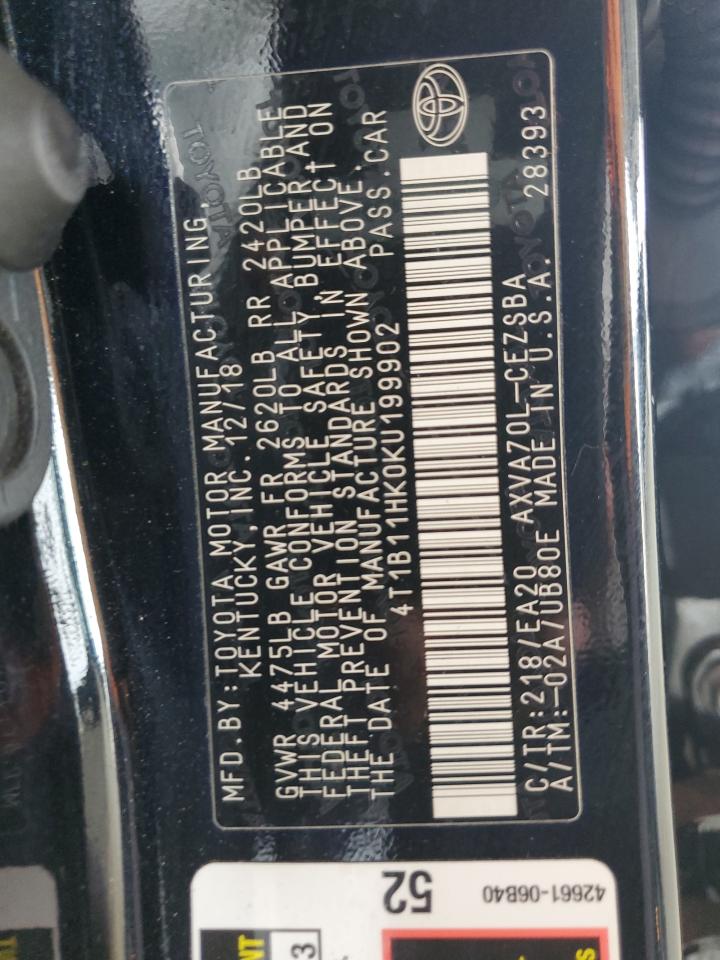 MFD.BY:TOYOTA MOTOR MANUFACTURING,
KENTUCKY,INC.12/18
GVWR 4475LB GAWR FR 2620LB RR 2420LB
THIS VEHICLE CONFORMS TO ALL APPLICABLE
FEDERAL MOTOR VEHICLE SAFETY, BUMPER AND
THEFT PREVENTION STANDARDS IN EFFECT ON
THE DATE OF MANUFACTURE SHOWN ABOVE.
4T1B11HK0KU199902 PASS.CAR
C/TR:218/EA20 AXVA70L-CEZSBA
A/TM:-02A/UB80E MADE IN U.S.A. 28393
52
42661-06B40